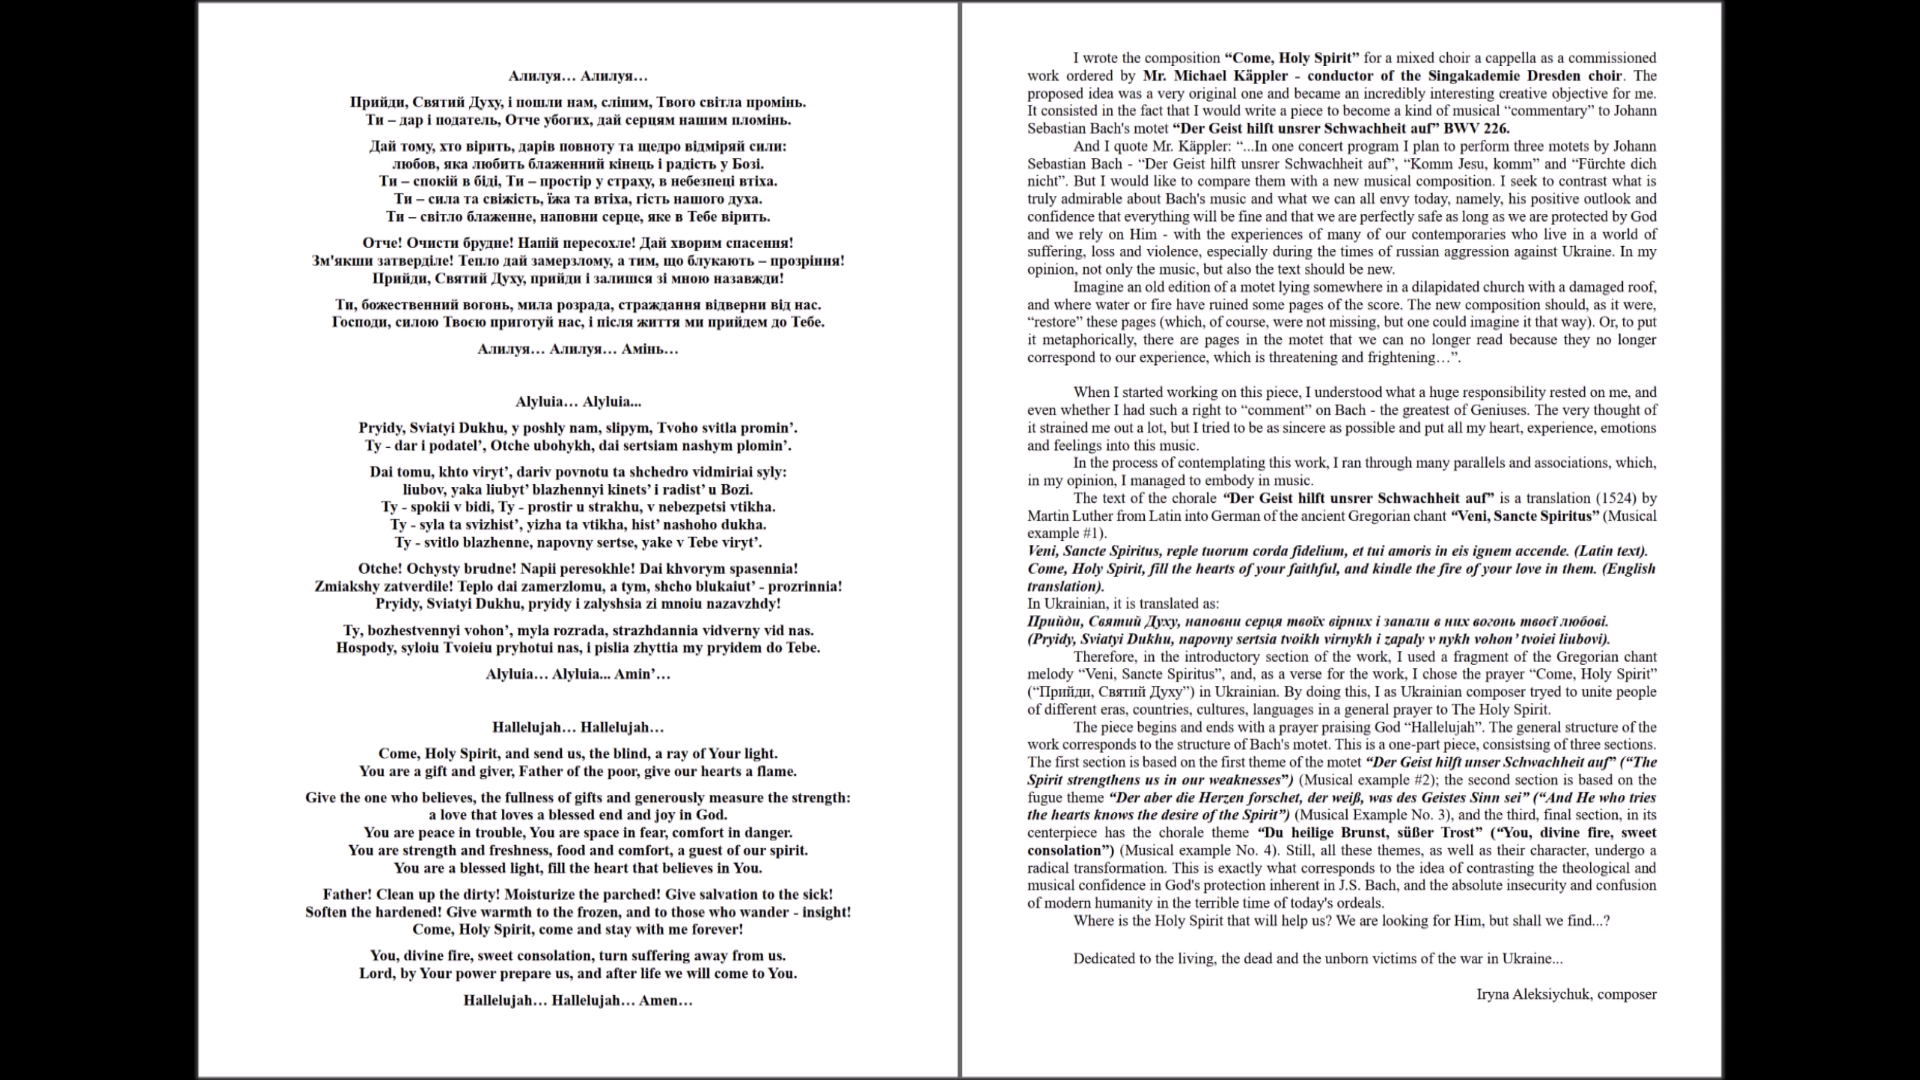 Алилуя… Алилуя…
Прийди, Святий Духу, і пошли нам, сліпим, Твого світла промінь.
Ти – дар і податель, Отче убогих, дай серцям нашим пломінь.
Дай тому, хто вірить, дарів повноту та щедро відміряй сили:
любов, яка любить блаженний кінець і радість у Бозі.
Ти – спокій в біді, Ти – простір у страху, в небезпеці втіха.
Ти – сила та свіжість, їжа та втіха, гість нашого духа.
Ти – світло блаженне, наповни серце, яке в Тебе вірить.
Отче! Очисти брудне! Напій пересохле! Дай хворим спасення!
Зм'якши затверділе! Тепло дай замерзлому, а тим, що блукають – прозріння!
Прийди, Святий Духу, прийди і залишся зі мною назавжди!
Ти, божественний вогонь, мила розрада, страждання відверни від нас.
Господи, силою Твоєю приготуй нас, і після життя ми прийдем до Тебе.
Алилуя… Алилуя… Амінь…
Alyluia… Alyluia...
Pryidy, Sviatyi Dukhu, y poshly nam, slipym, Tvoho svitla promin’.
Ty - dar i podatel’, Otche ubohykh, dai sertsiam nashym plomin’.
Dai tomu, khto viryt’, dariv povnotu ta shchedro vidmiriai syly:
liubov, yaka liubyt’ blazhennyi kinets’ i radist’ u Bozi.
Ty - spokii v bidi, Ty - prostir u strakhu, v nebezpetsi vtikha.
Ty - syla ta svizhist’, yizha ta vtikha, hist’ nashoho dukha.
Ty - svitlo blazhenne, napovny sertse, yake v Tebe viryt’.
Otche! Ochysty brudne! Napii peresokhle! Dai khvorym spasennia!
Zmiakshy zatverdile! Teplo dai zamerzlomu, a tym, shcho blukaiut’ - prozrinnia!
Pryidy, Sviatyi Dukhu, pryidy i zalyshsia zi mnoiu nazavzhdy!
Ty, bozhestvennyi vohon’, myla rozrada, strazhdannia vidverny vid nas.
Hospody, syloiu Tvoieiu pryhotui nas, i pislia zhyttia my pryidem do Tebe.
Alyluia… Alyluia... Amin’…
Hallelujah… Hallelujah…
Come, Holy Spirit, and send us, the blind, a ray of Your light.
You are a gift and giver, Father of the poor, give our hearts a flame.
Give the one who believes, the fullness of gifts and generously measure the strength:
a love that loves a blessed end and joy in God.
You are peace in trouble, You are space in fear, comfort in danger.
You are strength and freshness, food and comfort, a guest of our spirit.
You are a blessed light, fill the heart that believes in You.
Father! Clean up the dirty! Moisturize the parched! Give salvation to the sick!
Soften the hardened! Give warmth to the frozen, and to those who wander - insight!
Come, Holy Spirit, come and stay with me forever!
You, divine fire, sweet consolation, turn suffering away from us.
Lord, by Your power prepare us, and after life we will come to You.
Hallelujah… Hallelujah… Amen…
I wrote the composition “Come, Holy Spirit” for a mixed choir a cappella as a commissioned
work ordered by Mr. Michael Käppler - conductor of the Singakademie Dresden choir. The
proposed idea was a very original one and became an incredibly interesting creative objective for me.
It consisted in the fact that I would write a piece to become a kind of musical “commentary” to Johann
Sebastian Bach's motet “Der Geist hilft unsrer Schwachheit auf” BWV 226.
And I quote Mr. Käppler: “...In one concert program I plan to perform three motets by Johann
Sebastian Bach - “Der Geist hilft unsrer Schwachheit auf”, “Komm Jesu, komm” and “Fürchte dich
nicht”. But I would like to compare them with a new musical composition. I seek to contrast what is
truly admirable about Bach's music and what we can all envy today, namely, his positive outlook and
confidence that everything will be fine and that we are perfectly safe as long as we are protected by God
and we rely on Him - with the experiences of many of our contemporaries who live in a world of
suffering, loss and violence, especially during the times of russian aggression against Ukraine. In my
opinion, not only the music, but also the text should be new.
Imagine an old edition of a motet lying somewhere in a dilapidated church with a damaged roof,
and where water or fire have ruined some pages of the score. The new composition should, as it were,
“restore” these pages (which, of course, were not missing, but one could imagine it that way). Or, to put
it metaphorically, there are pages in the motet that we can no longer read because they no longer
correspond to our experience, which is threatening and frightening…”.
When I started working on this piece, I understood what a huge responsibility rested on me, and
even whether I had such a right to “comment” on Bach - the greatest of Geniuses. The very thought of
it strained me out a lot, but I tried to be as sincere as possible and put all my heart, experience, emotions
and feelings into this music.
In the process of contemplating this work, I ran through many parallels and associations, which,
in my opinion, I managed to embody in music.
The text of the chorale “Der Geist hilft unsrer Schwachheit auf” is a translation (1524) by
Martin Luther from Latin into German of the ancient Gregorian chant “Veni, Sancte Spiritus” (Musical
example #1).
Veni, Sancte Spiritus, reple tuorum corda fidelium, et tui amoris in eis ignem accende. (Latin text).
Come, Holy Spirit, fill the hearts of your faithful, and kindle the fire of your love in them. (English
translation).
In Ukrainian, it is translated as:
Прийди, Святий Духу, наповни серця твоїх вірних і запали в них вогонь твоєї любові.
(Pryidy, Sviatyi Dukhu, napovny sertsia tvoikh virnykh i zapaly v nykh vohon’ tvoiei liubovi).
Therefore, in the introductory section of the work, I used a fragment of the Gregorian chant
melody “Veni, Sancte Spiritus”, and, as a verse for the work, I chose the prayer “Come, Holy Spirit”
(“Прийди, Святий Духу”) in Ukrainian. By doing this, I as Ukrainian composer tryed to unite people
of different eras, countries, cultures, languages in a general prayer to The Holy Spirit.
The piece begins and ends with a prayer praising God “Hallelujah”. The general structure of the
work corresponds to the structure of Bach's motet. This is a one-part piece, consistsing of three sections.
The first section is based on the first theme of the motet “Der Geist hilft unser Schwachheit auf” (“The
Spirit strengthens us in our weaknesses”) (Musical example #2); the second section is based on the
fugue theme “Der aber die Herzen forschet, der weiß, was des Geistes Sinn sei” (“And He who tries
the hearts knows the desire of the Spirit”) (Musical Example No. 3), and the third, final section, in its
centerpiece has the chorale theme “Du heilige Brunst, süßer Trost” (“You, divine fire, sweet
consolation”) (Musical example No. 4). Still, all these themes, as well as their character, undergo a
radical transformation. This is exactly what corresponds to the idea of contrasting the theological and
musical confidence in God's protection inherent in J.S. Bach, and the absolute insecurity and confusion
of modern humanity in the terrible time of today's ordeals.
Where is the Holy Spirit that will help us? We are looking for Him, but shall we find...?
Dedicated to the living, the dead and the unborn victims of the war in Ukraine...
Iryna Aleksiychuk, composer